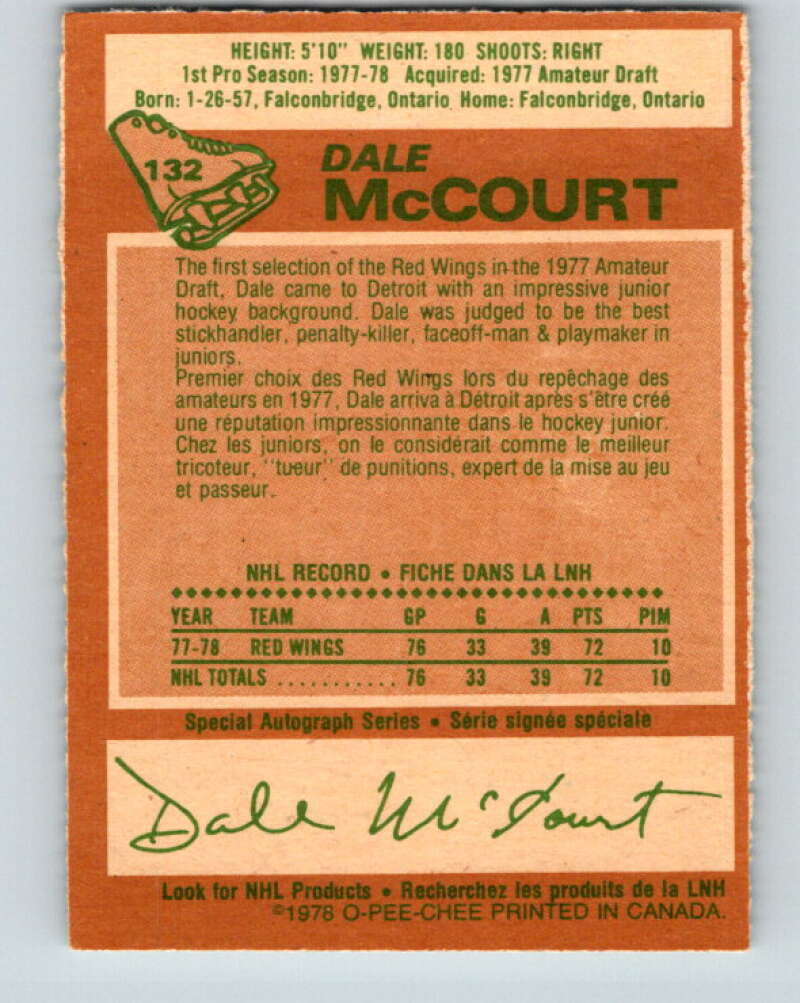 HEIGHT: 5'10" WEIGHT: 180 SHOOTS: RIGHT
1st Pro Season: 1977-78 Acquired: 1977 Amateur Draft
Born: 1-26-57, Falconbridge, Ontario Home: Falconbridge, Ontario
132
DALE
McCOURT
The first selection of the Red Wings in the 1977 Amateur
Draft, Dale came to Detroit with an impressive junior
hockey background. Dale was judged to be the best
stickhandler, penalty-killer, faceoff-man & playmaker in
juniors.
Premier choix des Red Wings lors du repêchage des
amateurs en 1977, Dale arriva à Détroit après s'être créé
une réputation impressionnante dans le hockey junior.
Chez les juniors, on le considérait comme le meilleur
tricoteur, "tueur" de punitions, expert de la mise au jeu
et passeur.
NHL RECORD • FICHE DANS LA LNH
YEAR TEAM GP G A PTS PIM
77-78 RED WINGS 76 33 39 72 10
NHL TOTALS ........... 76 33 39 72 10
Special Autograph Series • Série signée spéciale
Dale McCourt
Look for NHL Products • Recherchez les produits de la LNH
©1978 O-PEE-CHEE PRINTED IN CANADA.